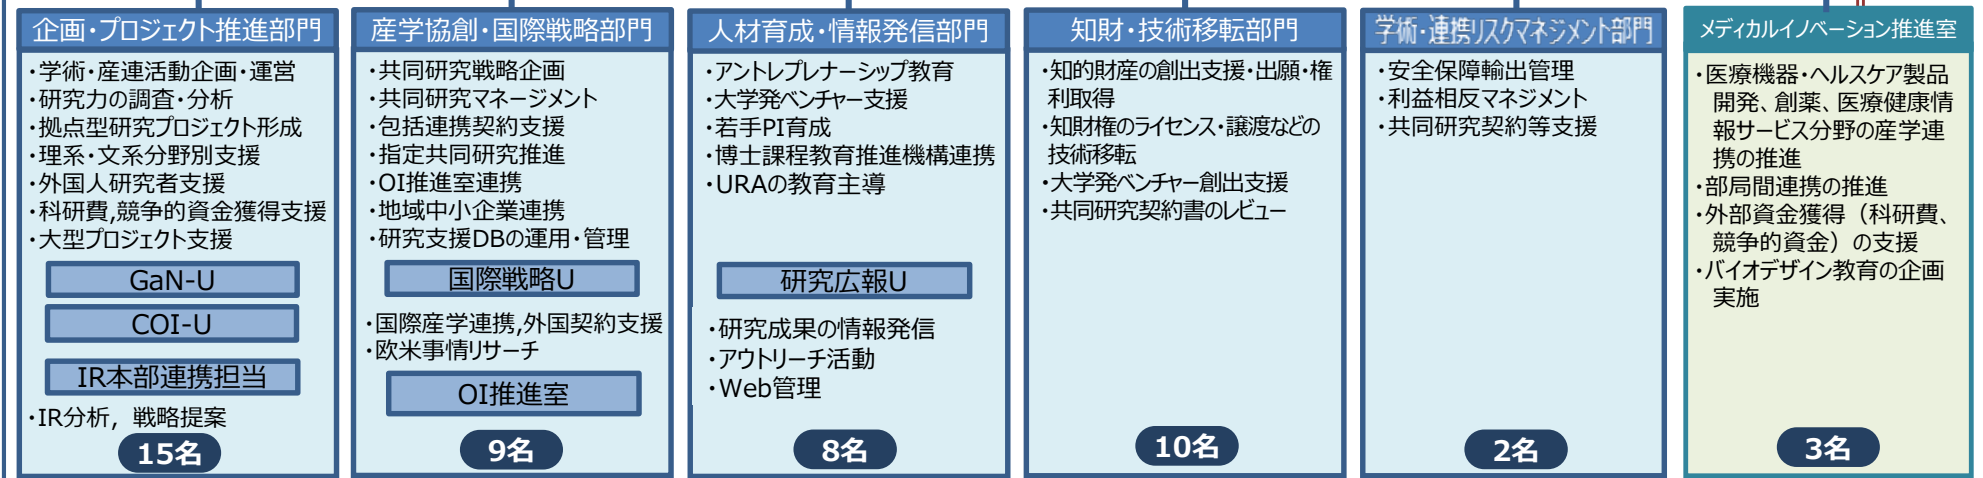 企画・プロジェクト推進部門
・学術・産連活動企画・運営
・研究力の調査・分析
・拠点型研究プロジェクト形成
・理系・文系分野別支援
・外国人研究者支援
・科研費,競争的資金獲得支援
・大型プロジェクト支援
GaN-U
COI-U
IR本部連携担当
・IR分析, 戦略提案
15名
産学協創・国際戦略部門
・共同研究戦略企画
・共同研究マネージメント
・包括連携契約支援
・指定共同研究推進
・OI推進室連携
・地域中小企業連携
・研究支援DBの運用・管理
国際戦略U
・国際産学連携,外国契約支援
・欧米事情リサーチ
OI推進室
9名
人材育成・情報発信部門
・アントレプレナーシップ教育
・大学発ベンチャー支援
・若手PI育成
・博士課程教育推進機構連携
・URAの教育主導
研究広報U
・研究成果の情報発信
・アウトリーチ活動
・Web管理
8名
知財・技術移転部門
・知的財産の創出支援・出願・権
利取得
・知財権のライセンス・譲渡などの
技術移転
・大学発ベンチャー創出支援
・共同研究契約書のレビュー
10名
学術・連携リスクマネジメント部門
・安全保障輸出管理
・利益相反マネジメント
・共同研究契約等支援
2名
メディカルイノベーション推進室
・医療機器・ヘルスケア製品
開発、創薬、医療健康情
報サービス分野の産学連
携の推進
・部局間連携の推進
・外部資金獲得（科研費、
競争的資金）の支援
・バイオデザイン教育の企画
実施
3名